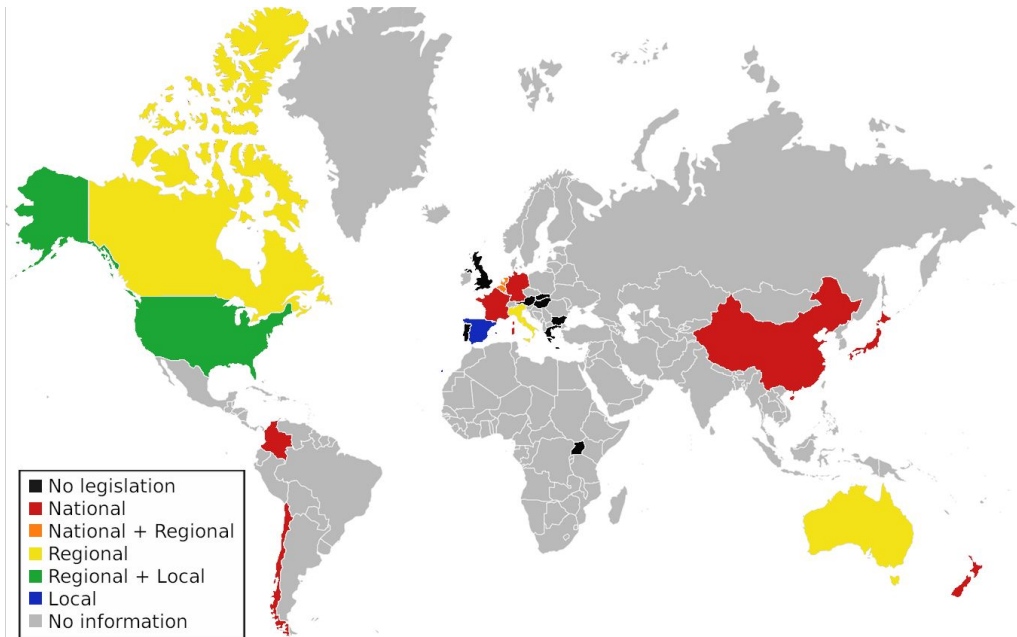 No legislation
National
National + Regional
Regional
Regional + Local
Local
No information